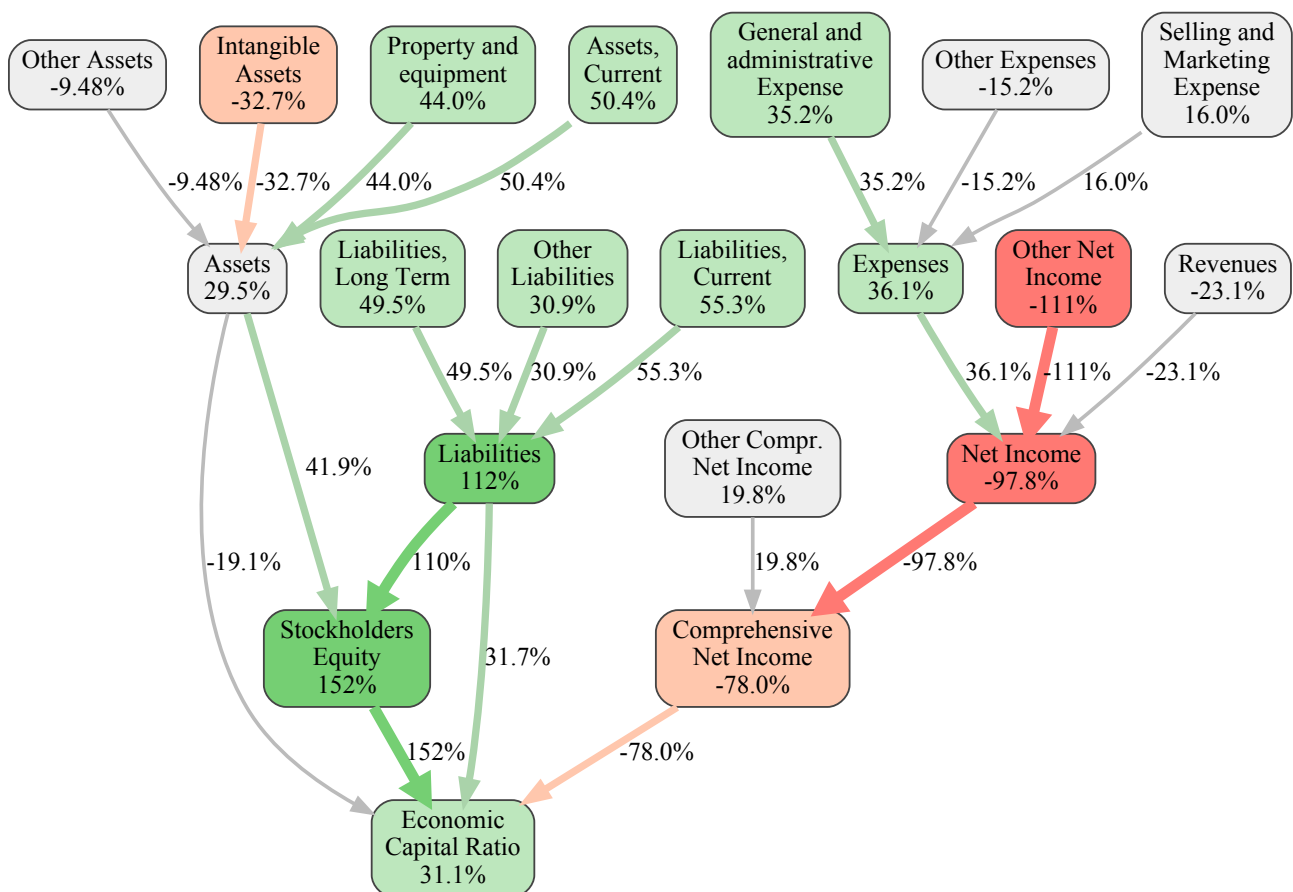 Other Assets
-9.48%
Intangible
Assets
-32.7%
Property and
equipment
44.0%
Assets,
Current
50.4%
General and
administrative
Expense
35.2%
Other Expenses
-15.2%
Selling and
Marketing
Expense
16.0%
-9.48%
-32.7%
44.0%
50.4%
35.2%
-15.2%
16.0%
Assets
29.5%
Liabilities,
Long Term
49.5%
Other
Liabilities
30.9%
Liabilities,
Current
55.3%
Expenses
36.1%
Other Net
Income
-111%
Revenues
-23.1%
49.5%
30.9%
55.3%
36.1%
-111%
-23.1%
41.9%
Liabilities
112%
Other Compr.
Net Income
19.8%
Net Income
-97.8%
-19.1%
110%
19.8%
-97.8%
Stockholders
Equity
152%
31.7%
Comprehensive
Net Income
-78.0%
152%
-78.0%
Economic
Capital Ratio
31.1%